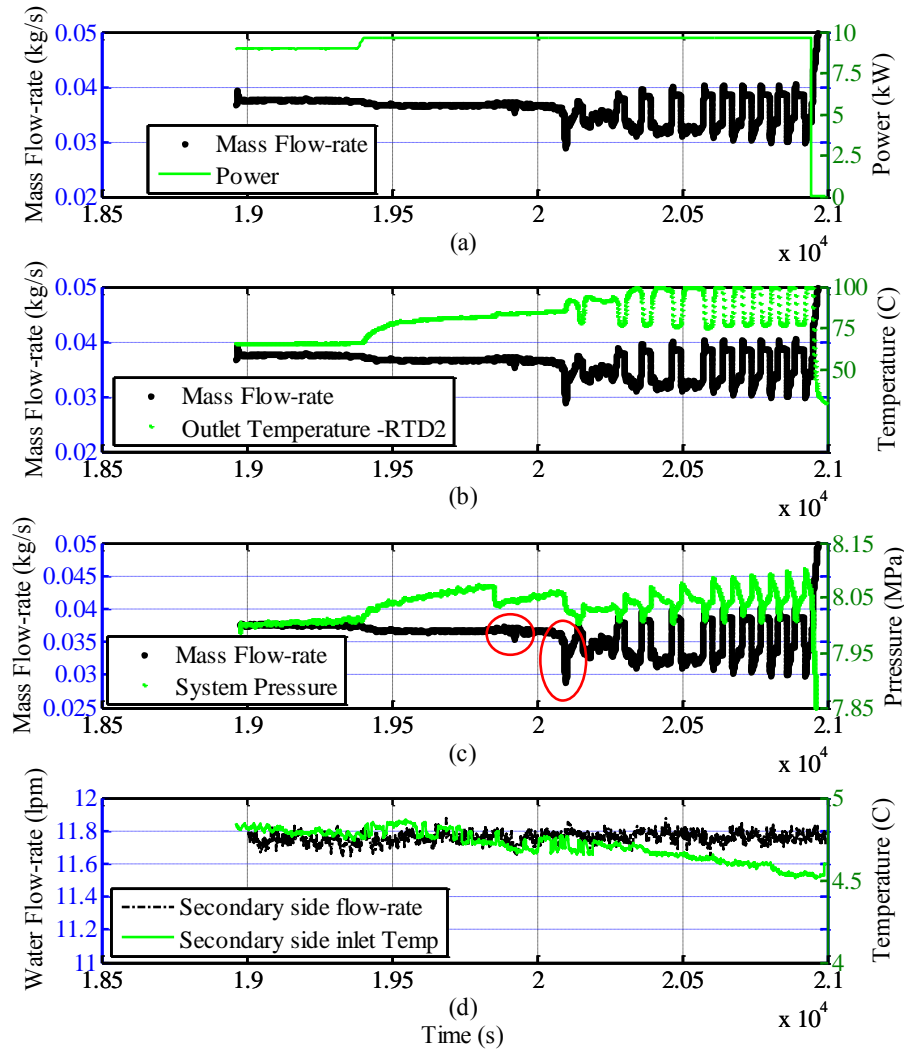 0.05
0.04
0.03
0.02
Mass Flow-rate (kg/s)
10
7.5
5
2.5
0
Power (kW)
Mass Flow-rate
Power
1.85 1.9 1.95 2 2.05 2.1
(a)
x 10^4
0.05
0.04
0.03
0.02
Mass Flow-rate (kg/s)
100
75
50
Temperature (C)
Mass Flow-rate
Outlet Temperature -RTD2
1.85 1.9 1.95 2 2.05 2.1
(b)
x 10^4
0.05
0.045
0.04
0.035
0.03
0.025
Mass Flow-rate (kg/s)
8.15
8.05
7.95
7.85
Prressure (MPa)
Mass Flow-rate
System Pressure
1.85 1.9 1.95 2 2.05 2.1
(c)
x 10^4
12
11.8
11.6
11.4
11.2
11
Water Flow-rate (lpm)
5
4.5
4
Temperature (C)
Secondary side flow-rate
Secondary side inlet Temp
1.85 1.9 1.95 2 2.05 2.1
(d)
x 10^4
Time (s)